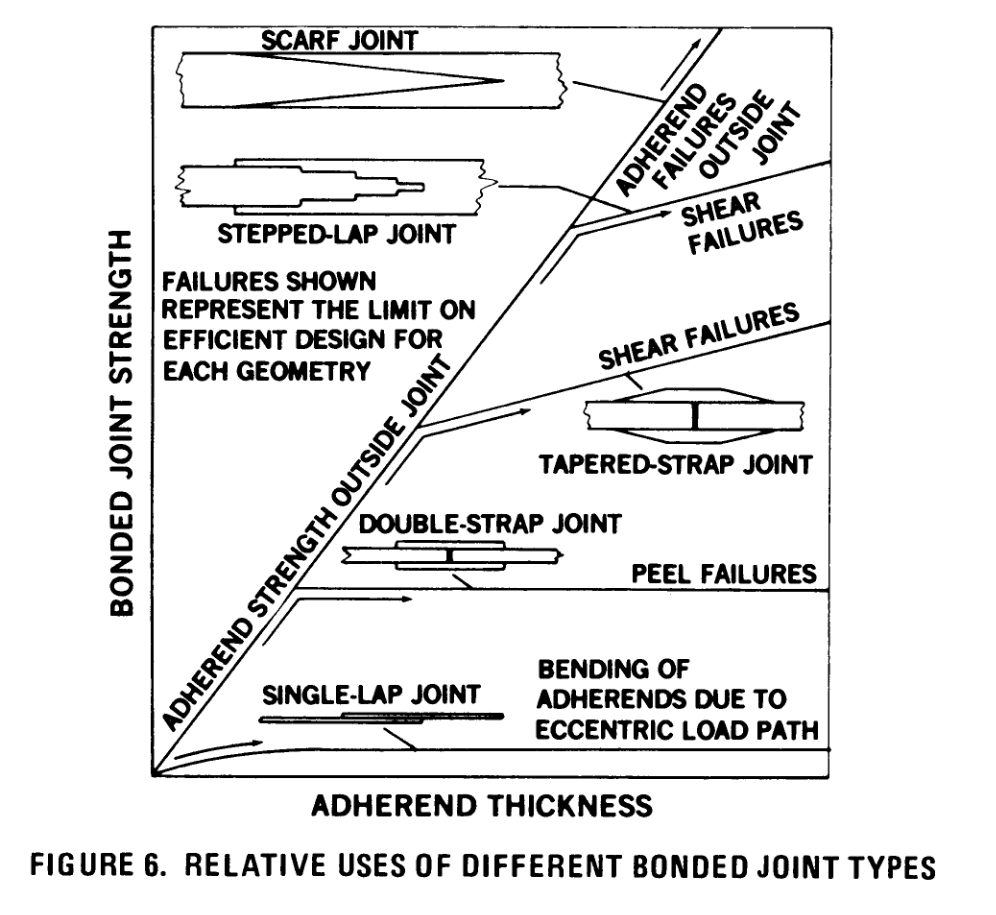 SCARF JOINT
ADHEREND
FAILURES
OUTSIDE
JOINT
STEPPED-LAP JOINT
SHEAR
FAILURES
FAILURES SHOWN
REPRESENT THE LIMIT ON
EFFICIENT DESIGN FOR
EACH GEOMETRY
SHEAR FAILURES
TAPERED-STRAP JOINT
ADHEREND STRENGTH OUTSIDE JOINT
DOUBLE-STRAP JOINT
PEEL FAILURES
SINGLE-LAP JOINT
BENDING OF
ADHERENDS DUE TO
ECCENTRIC LOAD PATH
BONDED JOINT STRENGTH
ADHEREND THICKNESS
FIGURE 6. RELATIVE USES OF DIFFERENT BONDED JOINT TYPES